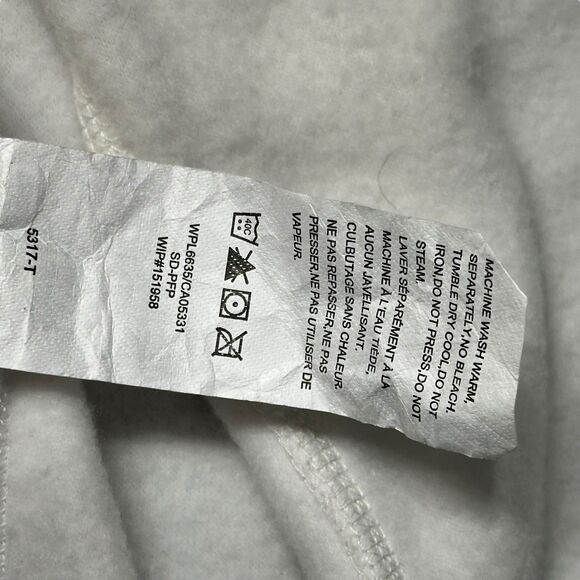 MACHINE WASH WARM,
SEPARATELY,NO BLEACH.
TUMBLE DRY COOL,DO NOT
IRON,DO NOT PRESS,DO NOT
STEAM.
LAVER SÉPARÉMENT À LA
MACHINE À L'EAU TIÈDE,
AUCUN JAVELLISANT.
CULBUTAGE SANS CHALEUR.
NE PAS REPASSER,NE PAS
PRESSER,NE PAS UTILISER DE
VAPEUR.
40C
WPL6635/CA05331
SD-PFP
WIP#151958
5317-T